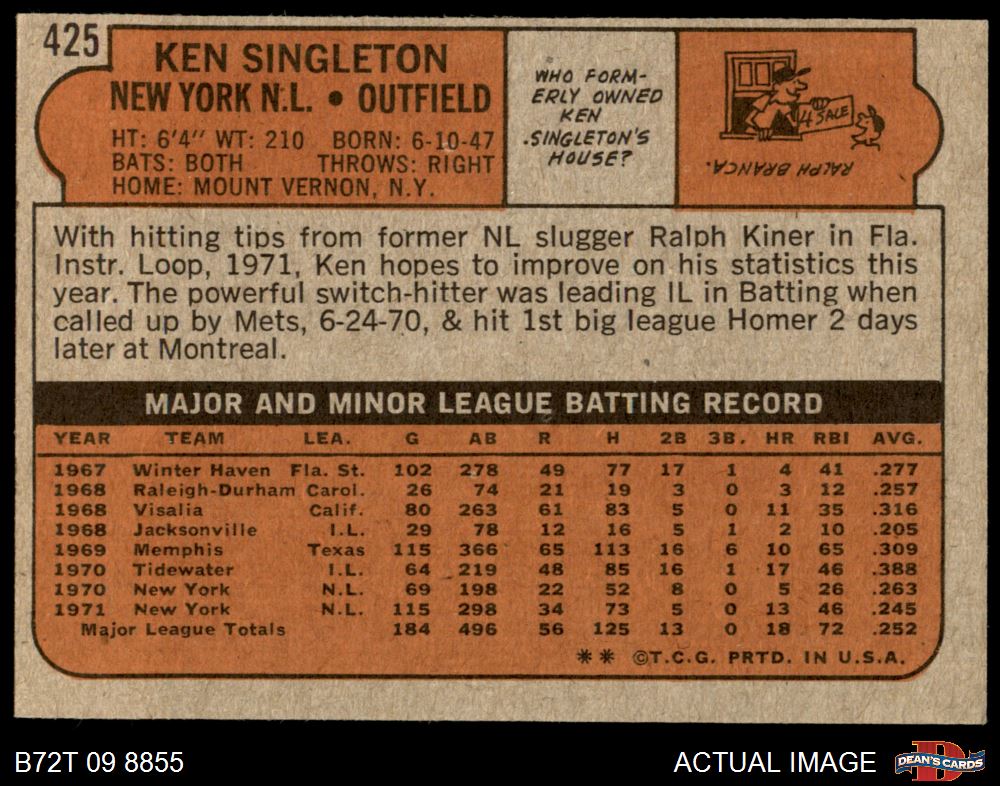 425
KEN SINGLETON
NEW YORK N.L. • OUTFIELD
HT: 6'4" WT: 210 BORN: 6-10-47
BATS: BOTH THROWS: RIGHT
HOME: MOUNT VERNON, N.Y.
WHO FORM-
ERLY OWNED
KEN
SINGLETON'S
HOUSE?
4 SALE
RALPH BRANCA.
With hitting tips from former NL slugger Ralph Kiner in Fla.
Instr. Loop, 1971, Ken hopes to improve on his statistics this
year. The powerful switch-hitter was leading IL in Batting when
called up by Mets, 6-24-70, & hit 1st big league Homer 2 days
later at Montreal.
MAJOR AND MINOR LEAGUE BATTING RECORD
YEAR TEAM LEA. G AB R H 2B 3B. HR RBI AVG.
1967 Winter Haven Fla. St. 102 278 49 77 17 1 4 41 .277
1968 Raleigh-Durham Carol. 26 74 21 19 3 0 3 12 .257
1968 Visalia Calif. 80 263 61 83 5 0 11 35 .316
1968 Jacksonville I.L. 29 78 12 16 5 1 2 10 .205
1969 Memphis Texas 115 366 65 113 16 6 10 65 .309
1970 Tidewater I.L. 64 219 48 85 16 1 17 46 .388
1970 New York N.L. 69 198 22 52 8 0 5 26 .263
1971 New York N.L. 115 298 34 73 5 0 13 46 .245
Major League Totals 184 496 56 125 13 0 18 72 .252
** ©T.C.G. PRTD. IN U.S.A.
B72T 09 8855
ACTUAL IMAGE
DEAN'S CARDS